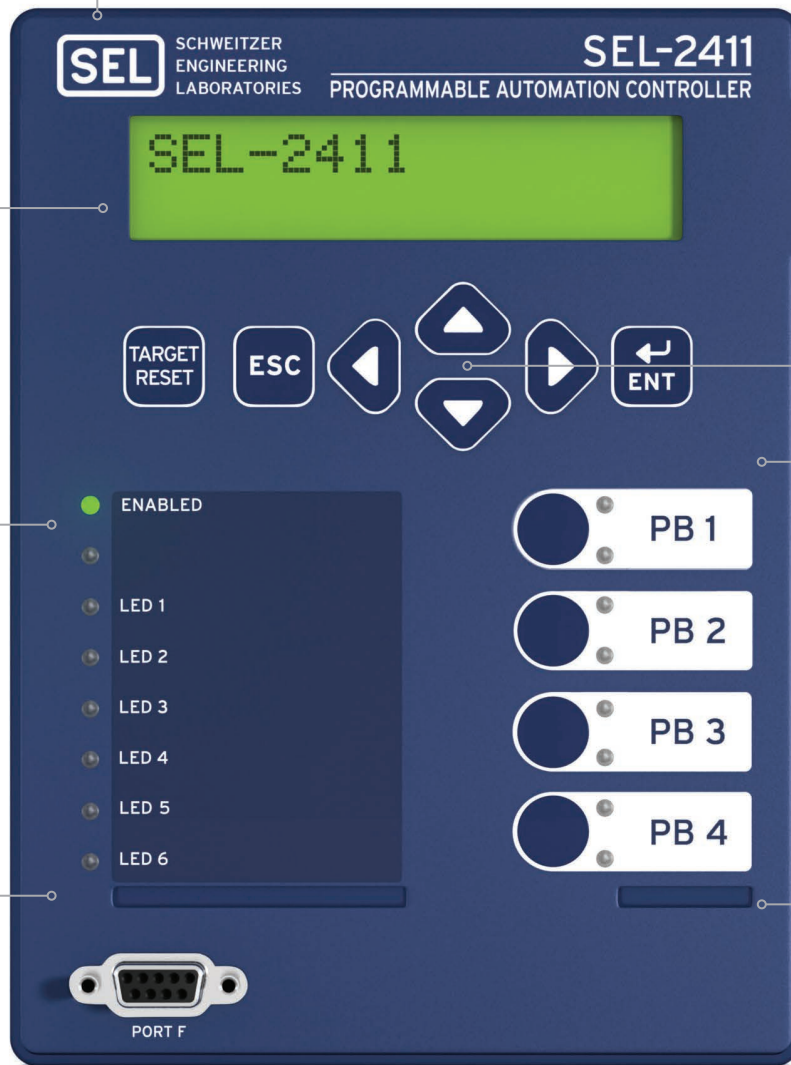 SEL
SCHWEITZER
ENGINEERING
LABORATORIES
SEL-2411
PROGRAMMABLE AUTOMATION CONTROLLER
SEL-2411
TARGET
RESET
ESC
ENT
ENABLED
LED 1
LED 2
LED 3
LED 4
LED 5
LED 6
PB 1
PB 2
PB 3
PB 4
PORT F